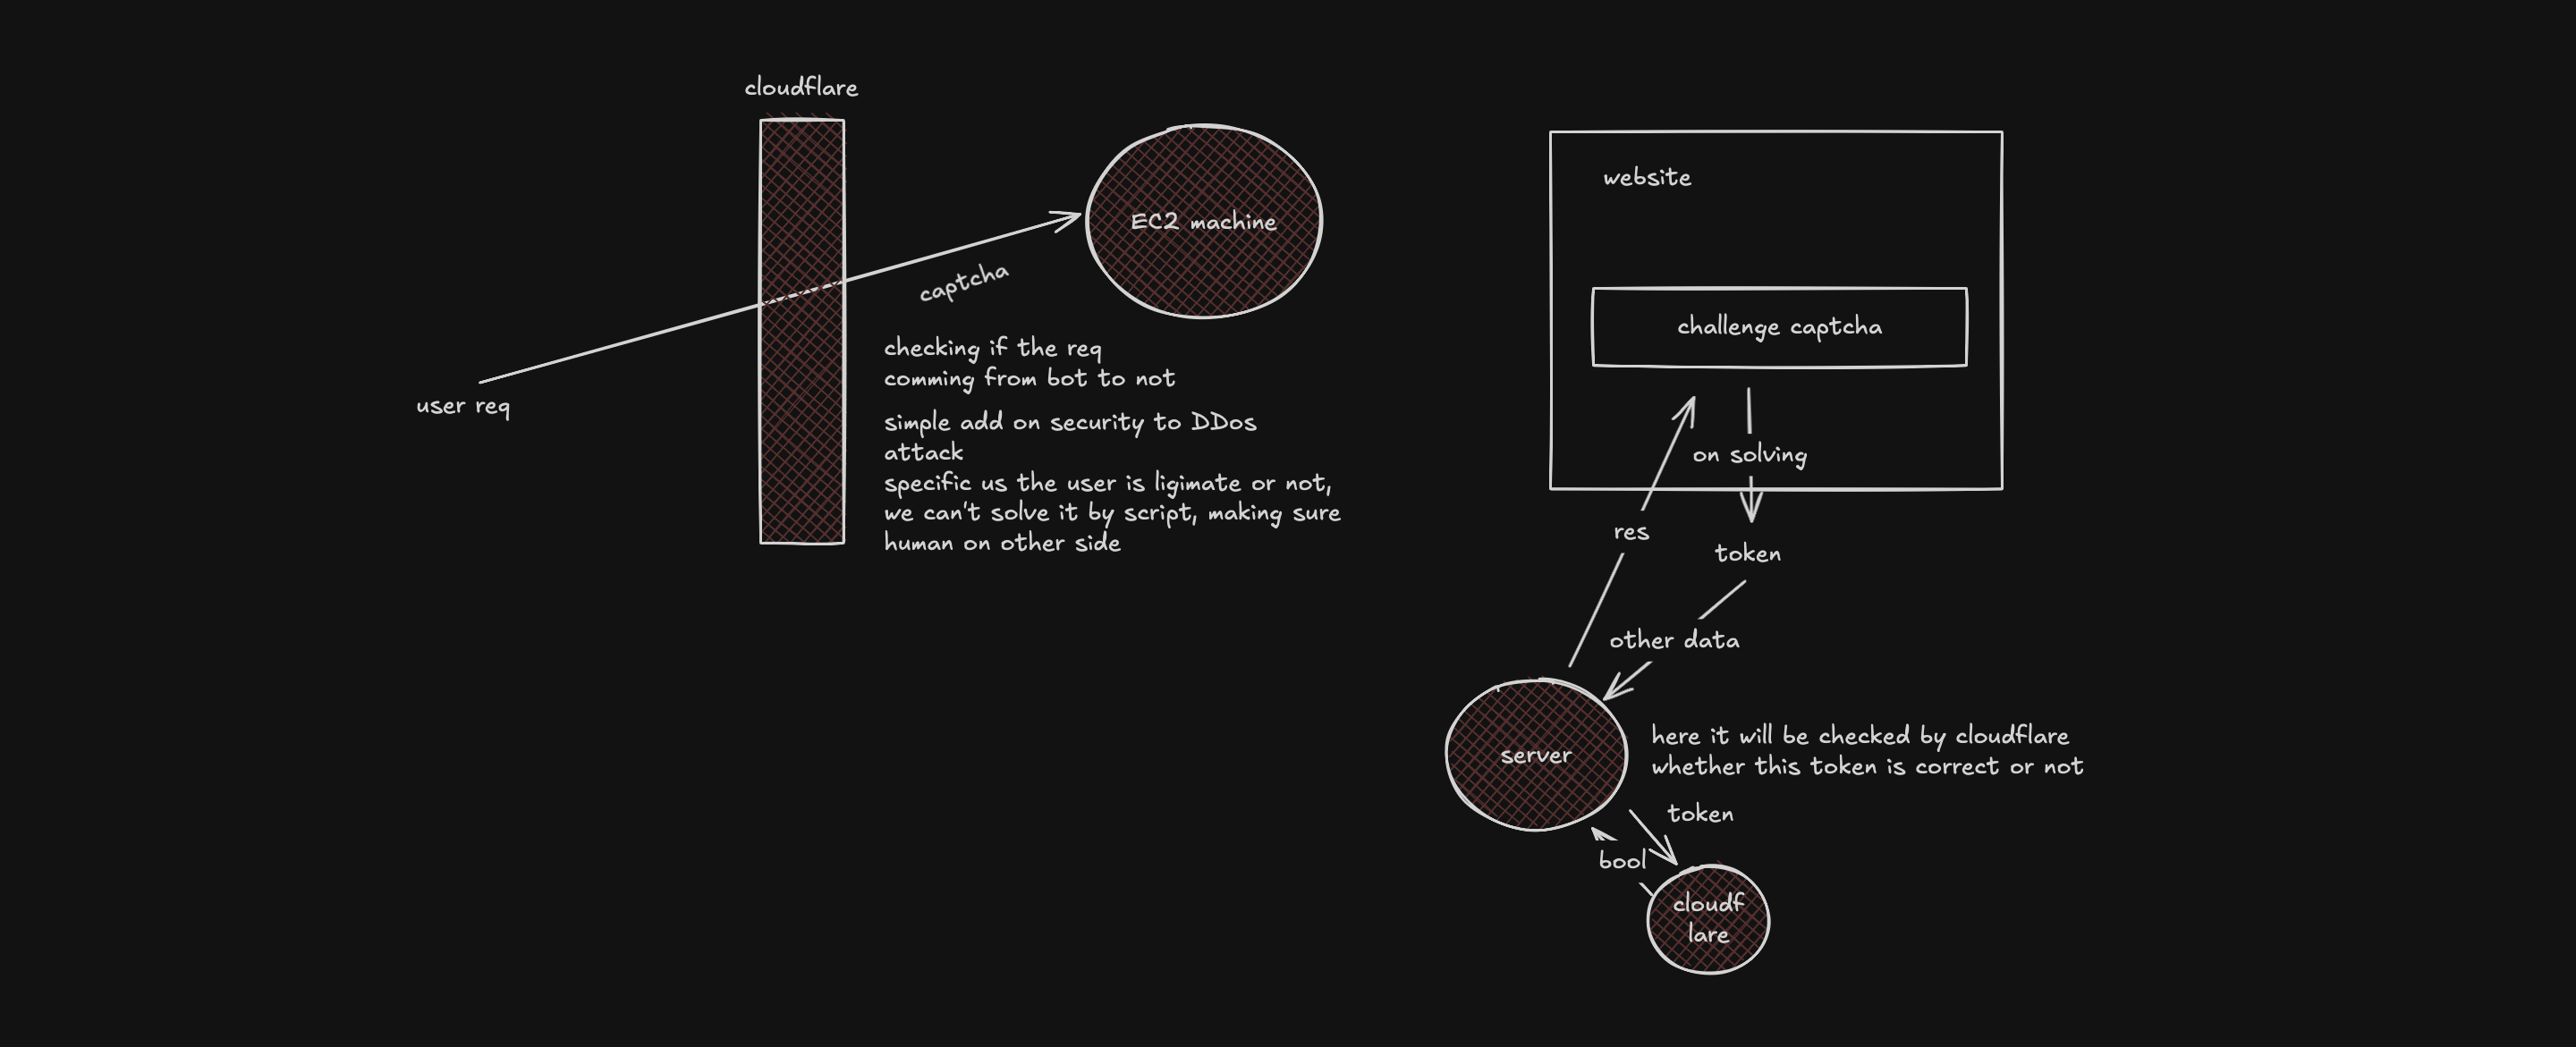 cloudflare
EC2 machine
captcha
user req
checking if the req
comming from bot to not
simple add on security to DDos
attack
specific us the user is ligimate or not,
we can't solve it by script, making sure
human on other side
website
challenge captcha
on solving
res
token
other data
server
here it will be checked by cloudflare
whether this token is correct or not
token
bool
cloudf
lare